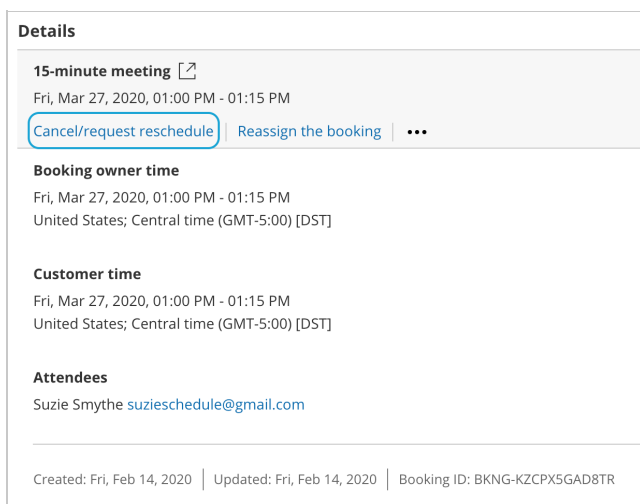 Details
15-minute meeting
Fri, Mar 27, 2020, 01:00 PM - 01:15 PM
Cancel/request reschedule | Reassign the booking | •••
Booking owner time
Fri, Mar 27, 2020, 01:00 PM - 01:15 PM
United States; Central time (GMT-5:00) [DST]
Customer time
Fri, Mar 27, 2020, 01:00 PM - 01:15 PM
United States; Central time (GMT-5:00) [DST]
Attendees
Suzie Smythe suzieschedule@gmail.com
Created: Fri, Feb 14, 2020 | Updated: Fri, Feb 14, 2020 | Booking ID: BKNG-KZCPX5GAD8TR